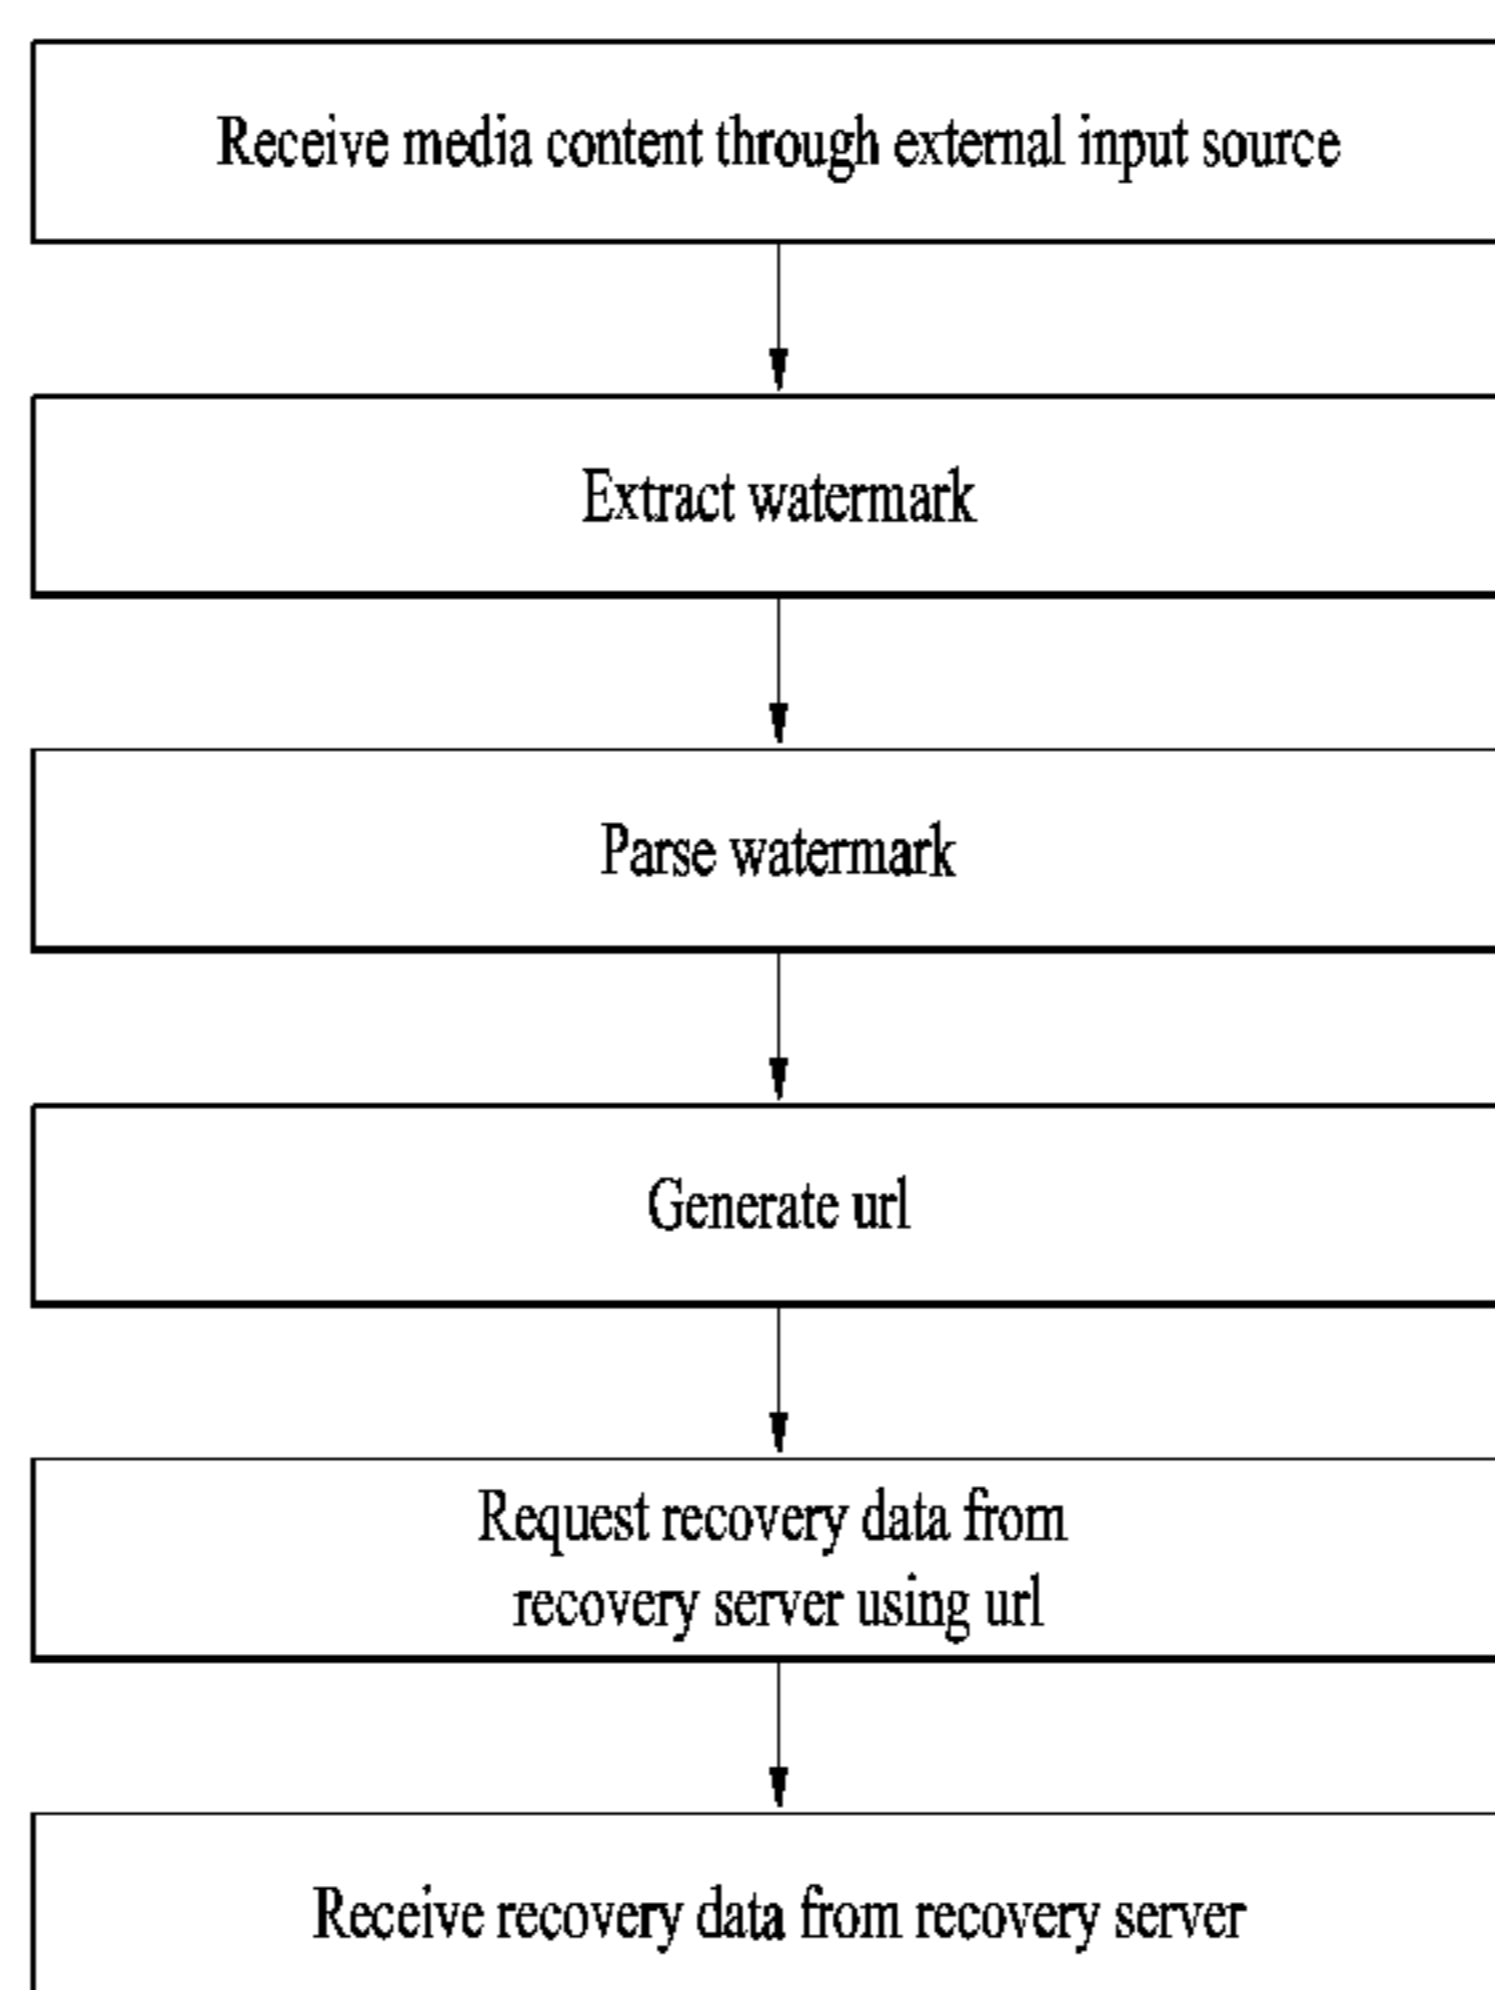 Receive media content through external input source
Extract watermark
Parse watermark
Generate url
Request recovery data from
recovery server using url
Receive recovery data from recovery server